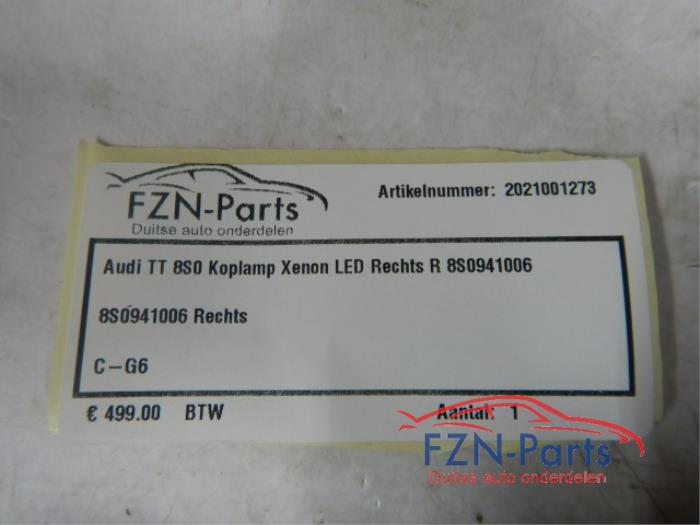 FZN-Parts
Duitse auto onderdelen
Artikelnummer: 2021001273
Audi TT 8S0 Koplamp Xenon LED Rechts R 8S0941006
8S0941006 Rechts
C-G6
€ 499.00 BTW
Aantal: 1
FZN-Parts
Duitse auto onderdelen